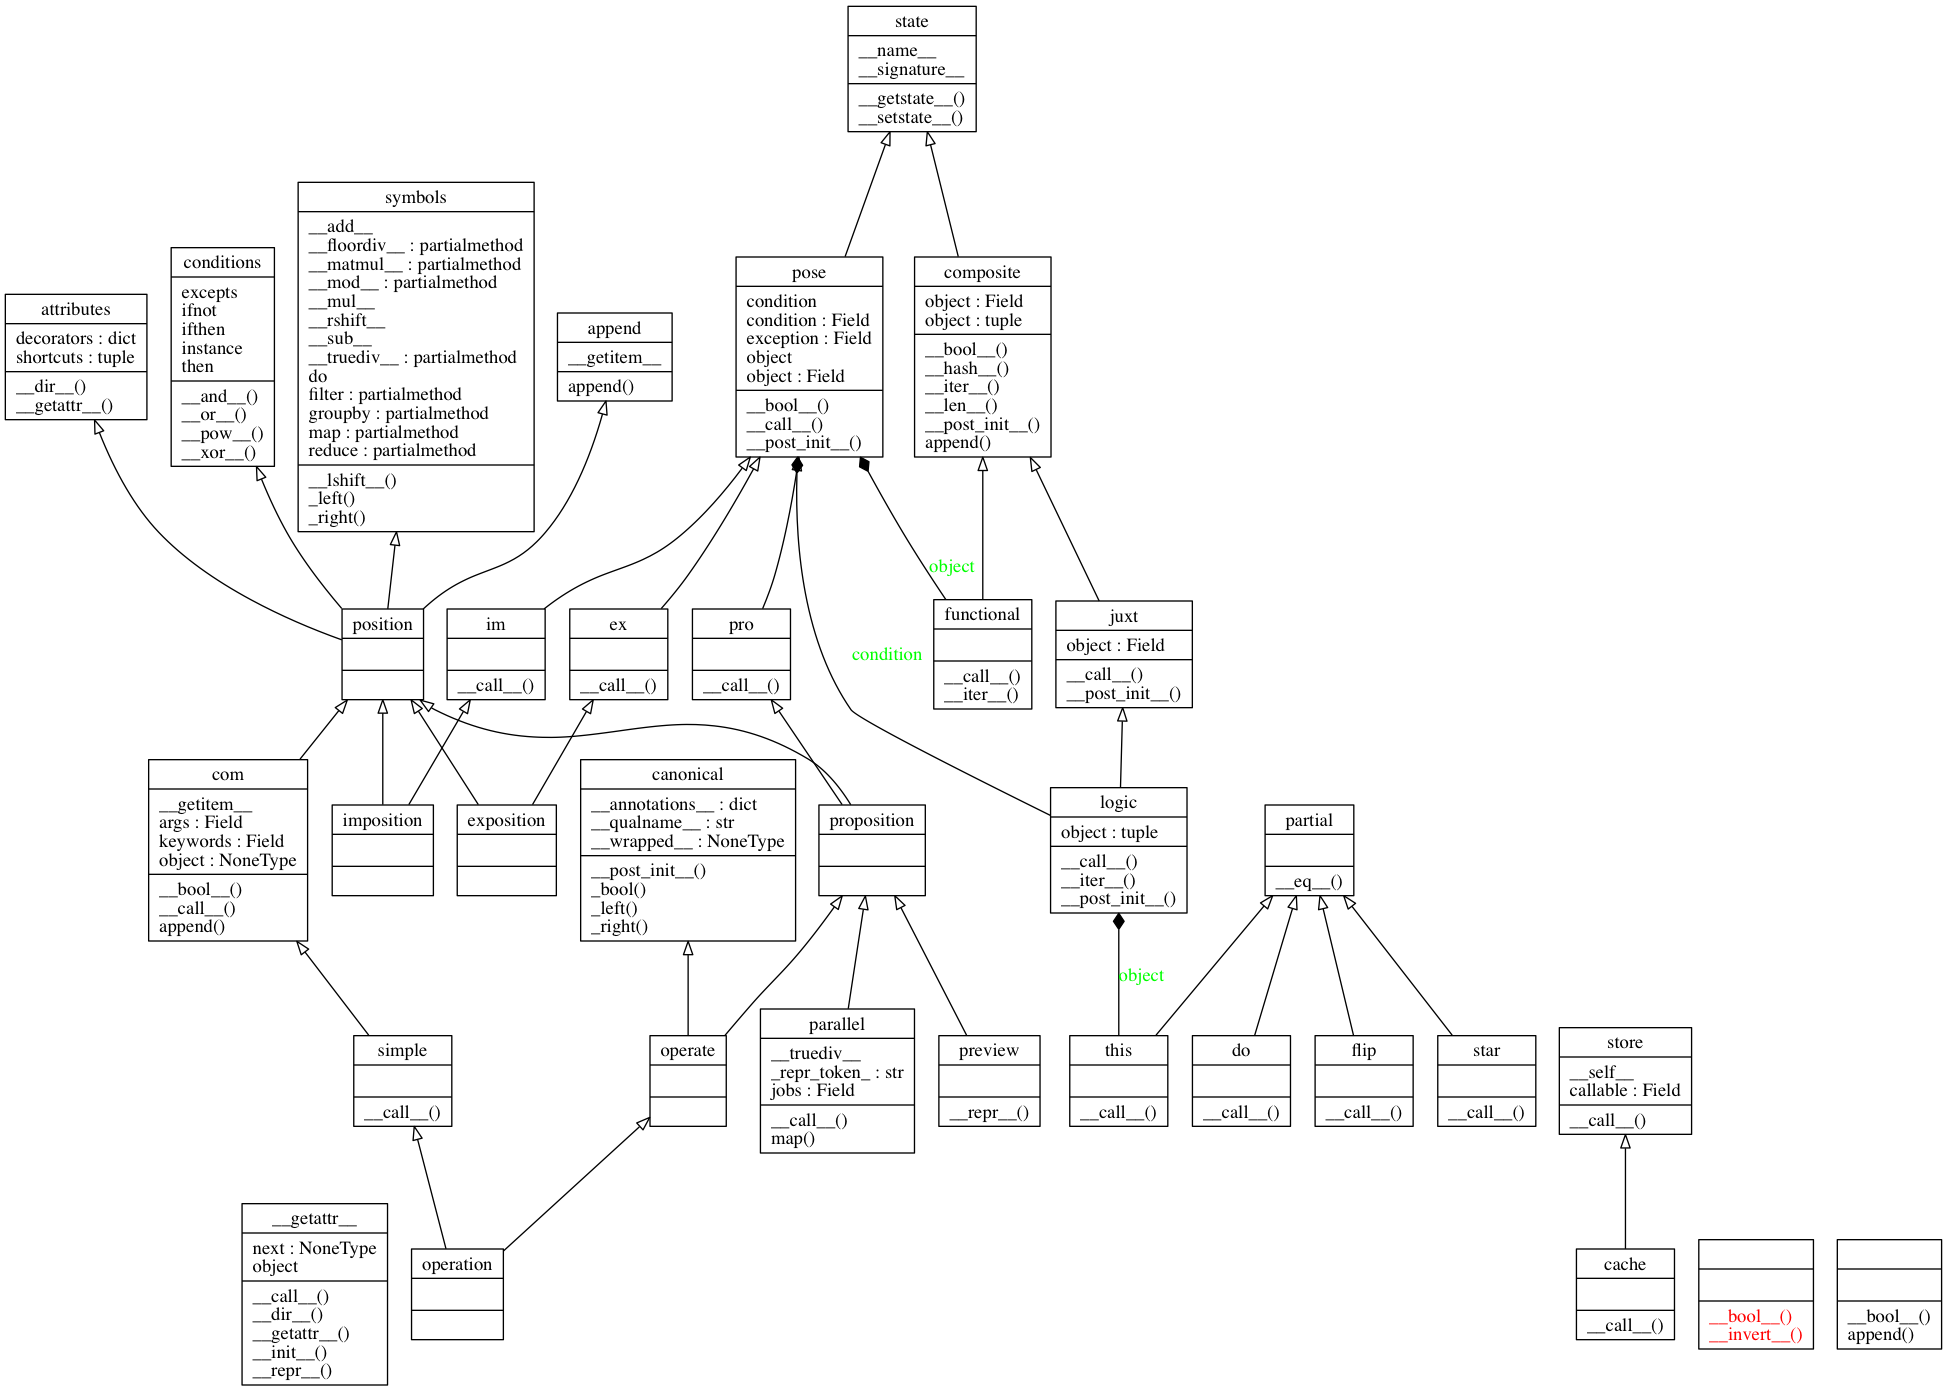 state
__name__
__signature__
__getstate__()
__setstate__()
symbols
__add__
__floordiv__ : partialmethod
__matmul__ : partialmethod
__mod__ : partialmethod
__mul__
__rshift__
__sub__
__truediv__ : partialmethod
do
filter : partialmethod
groupby : partialmethod
map : partialmethod
reduce : partialmethod
__lshift__()
_left()
_right()
conditions
excepts
ifnot
ifthen
instance
then
__and__()
__or__()
__pow__()
__xor__()
attributes
decorators : dict
shortcuts : tuple
__dir__()
__getattr__()
append
__getitem__
append()
pose
condition
condition : Field
exception : Field
object
object : Field
__bool__()
__call__()
__post_init__()
composite
object : Field
object : tuple
__bool__()
__hash__()
__iter__()
__len__()
__post_init__()
append()
object
condition
position
im
__call__()
ex
__call__()
pro
__call__()
functional
__call__()
__iter__()
juxt
object : Field
__call__()
__post_init__()
com
__getitem__
args : Field
keywords : Field
object : NoneType
__bool__()
__call__()
append()
imposition
exposition
canonical
__annotations__ : dict
__qualname__ : str
__wrapped__ : NoneType
__post_init__()
_bool()
_left()
_right()
proposition
logic
object : tuple
__call__()
__iter__()
__post_init__()
partial
__eq__()
object
simple
__call__()
operate
parallel
__truediv__
_repr_token_ : str
jobs : Field
__call__()
map()
preview
__repr__()
this
__call__()
do
__call__()
flip
__call__()
star
__call__()
store
__self__
callable : Field
__call__()
__getattr__
next : NoneType
object
__call__()
__dir__()
__getattr__()
__init__()
__repr__()
operation
cache
__call__()
__bool__()
__invert__()
__bool__()
append()